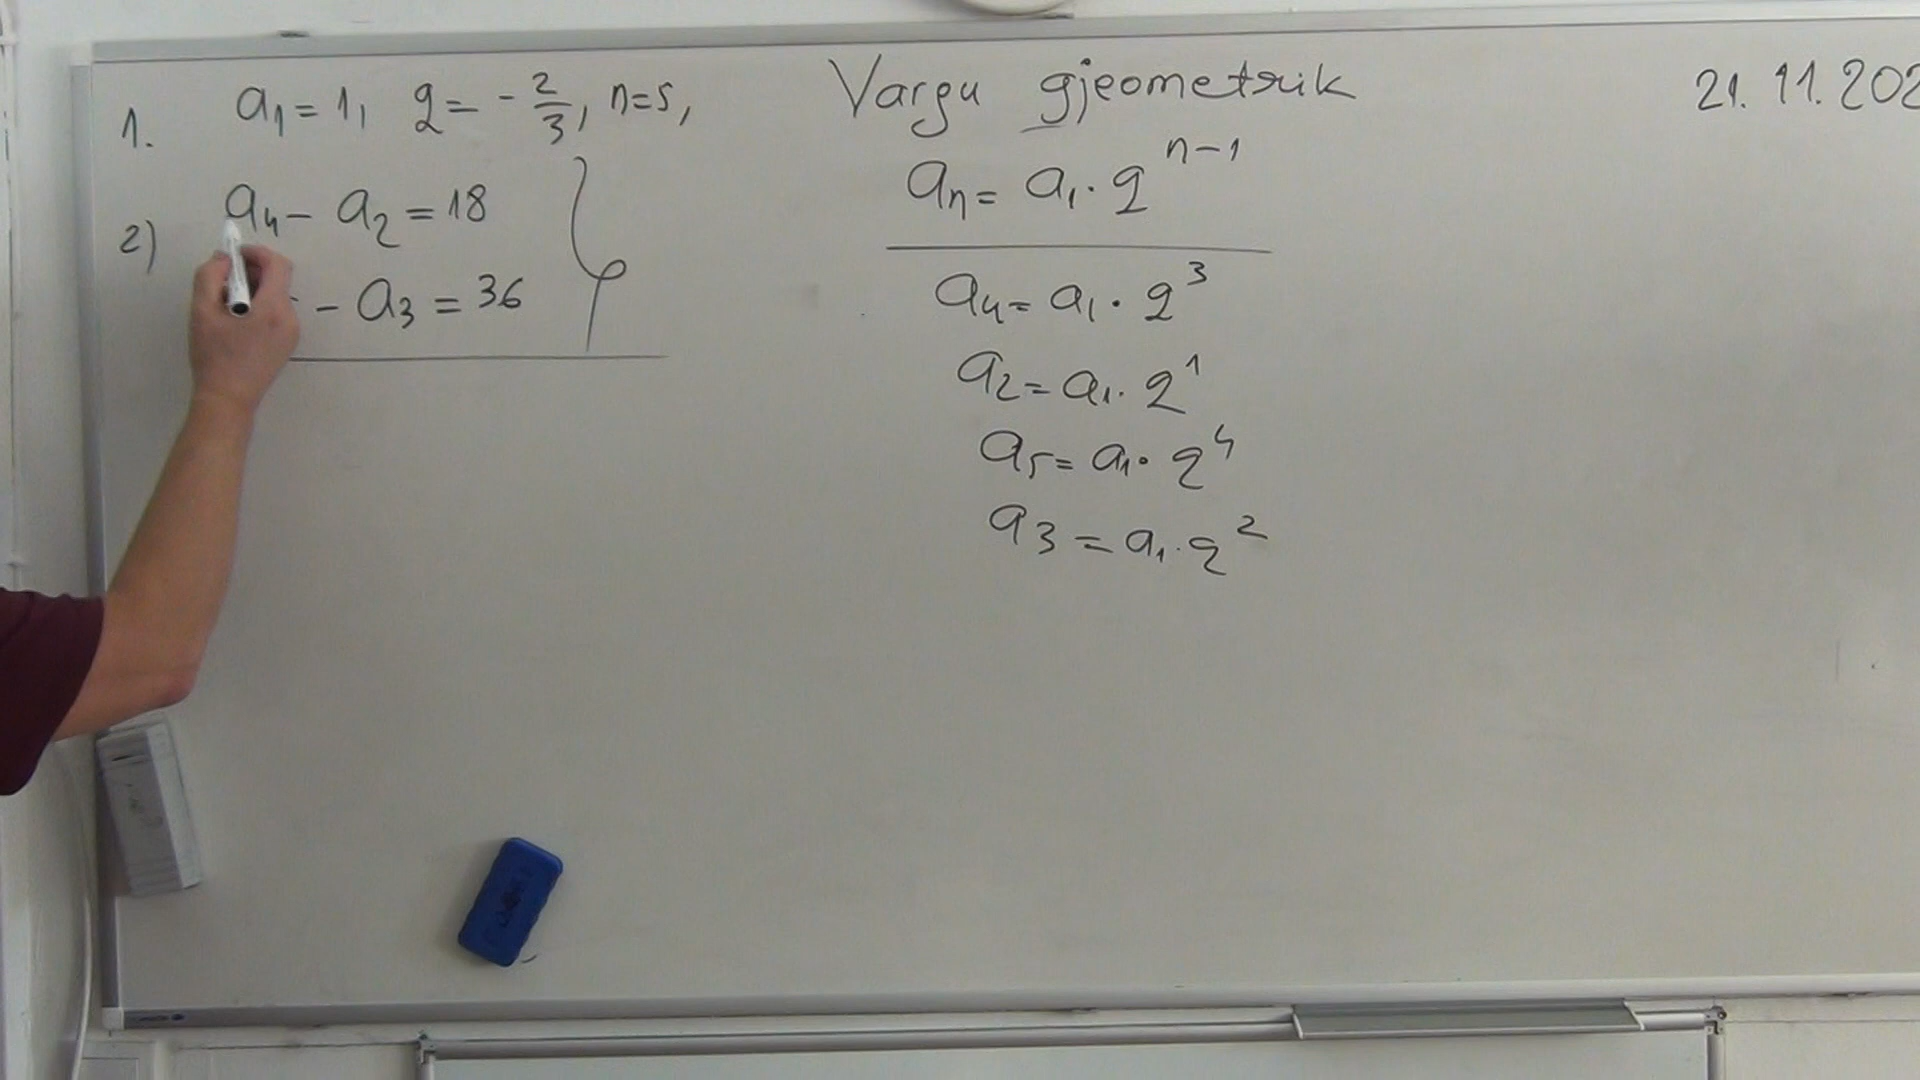 Vargu gjeometrik
21. 11. 202
1. a₁ = 1, q = -2/3, n=5,
2) a₄ - a₂ = 18
- a₃ = 36
aₙ = a₁ · qⁿ⁻¹
a₄ = a₁ · q³
a₂ = a₁ · q¹
a₅ = a₁ · q⁴
a₃ = a₁ · q²